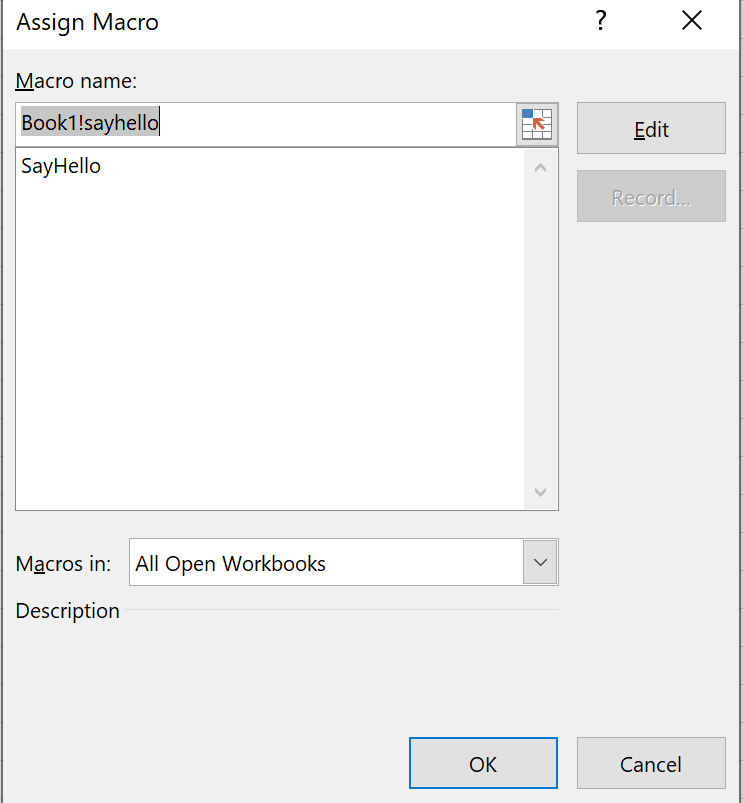 Assign Macro
?
Macro name:
Book1!sayhello
Edit
SayHello
Record...
Macros in:
All Open Workbooks
Description
OK
Cancel